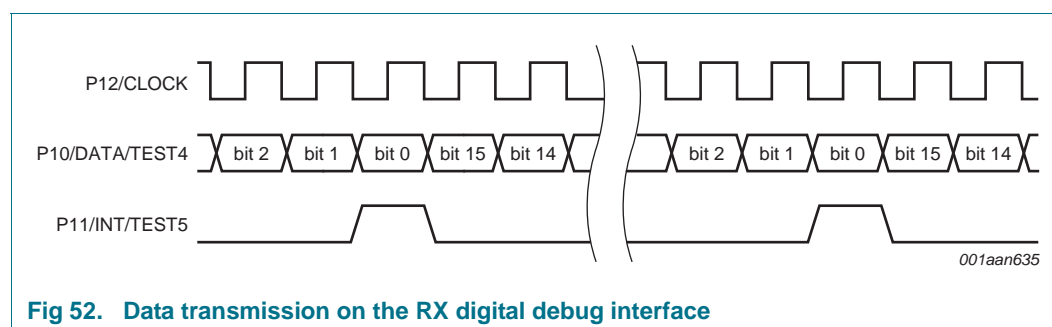 P12/CLOCK
P10/DATA/TEST4 bit 2 bit 1 bit 0 bit 15 bit 14 bit 2 bit 1 bit 0 bit 15 bit 14
P11/INT/TEST5
001aan635
Fig 52. Data transmission on the RX digital debug interface